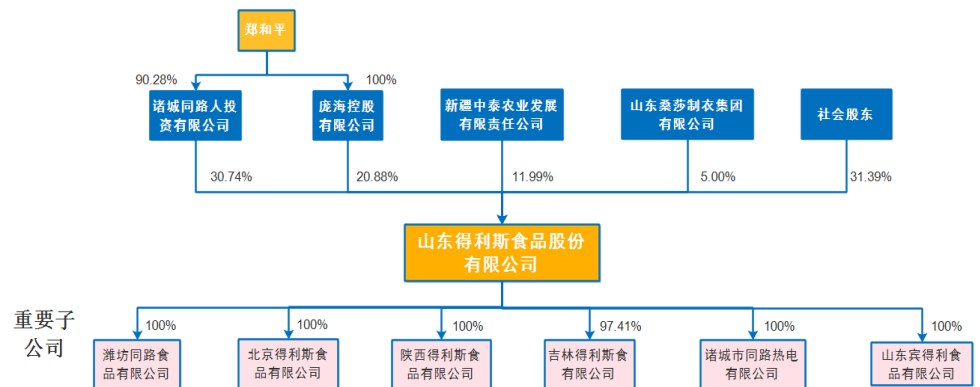 郑和平
90.28%
100%
诸城同路人投
资有限公司
庞海控股
有限公司
新疆中泰农业发展
有限责任公司
山东桑莎制衣集团
有限公司
社会股东
30.74%
20.88%
11.99%
5.00%
31.39%
山东得利斯食品股份
有限公司
重要子
公司
100%
100%
100%
97.41%
100%
100%
潍坊同路食
品有限公司
北京得利斯食
品有限公司
陕西得利斯食
品有限公司
吉林得利斯食
品有限公司
诸城市同路热电
有限公司
山东宾得利食
品有限公司